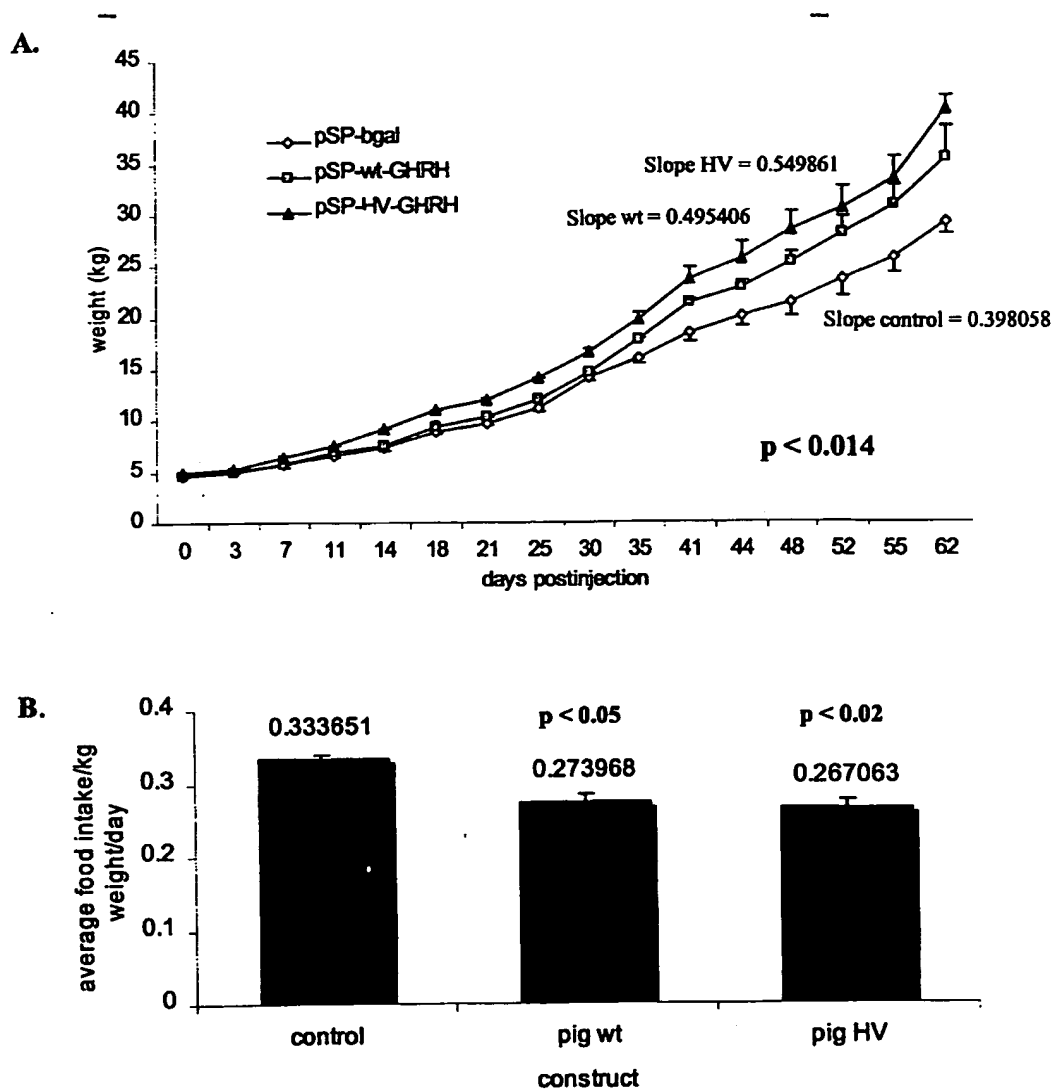 A.
45
40
35
30
25
20
15
10
5
0
weight (kg)
pSP-bgal
pSP-wt-GHRH
pSP-HV-GHRH
Slope HV = 0.549861
Slope wt = 0.495406
Slope control = 0.398058
p < 0.014
0 3 7 11 14 18 21 25 30 35 41 44 48 52 55 62
days postinjection
B.
0.4
0.3
0.2
0.1
0
average food intake/kg
weight/day
0.333651
p < 0.05
0.273968
p < 0.02
0.267063
control pig wt pig HV
construct